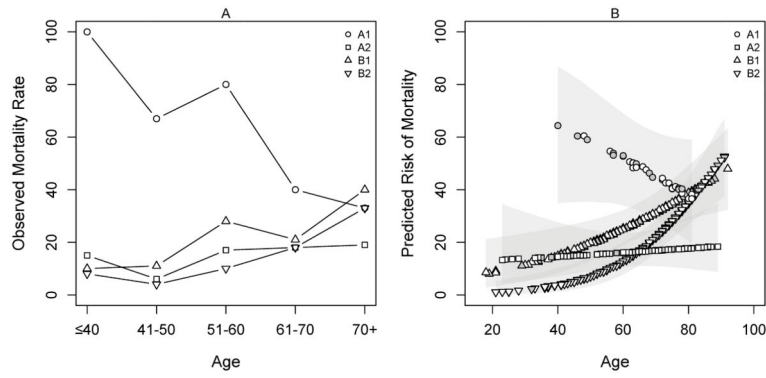 A
Observed Mortality Rate
100
80
60
40
20
0
A1
A2
B1
B2
≤40 41-50 51-60 61-70 70+
Age
B
Predicted Risk of Mortality
100
80
60
40
20
0
A1
A2
B1
B2
20 40 60 80 100
Age